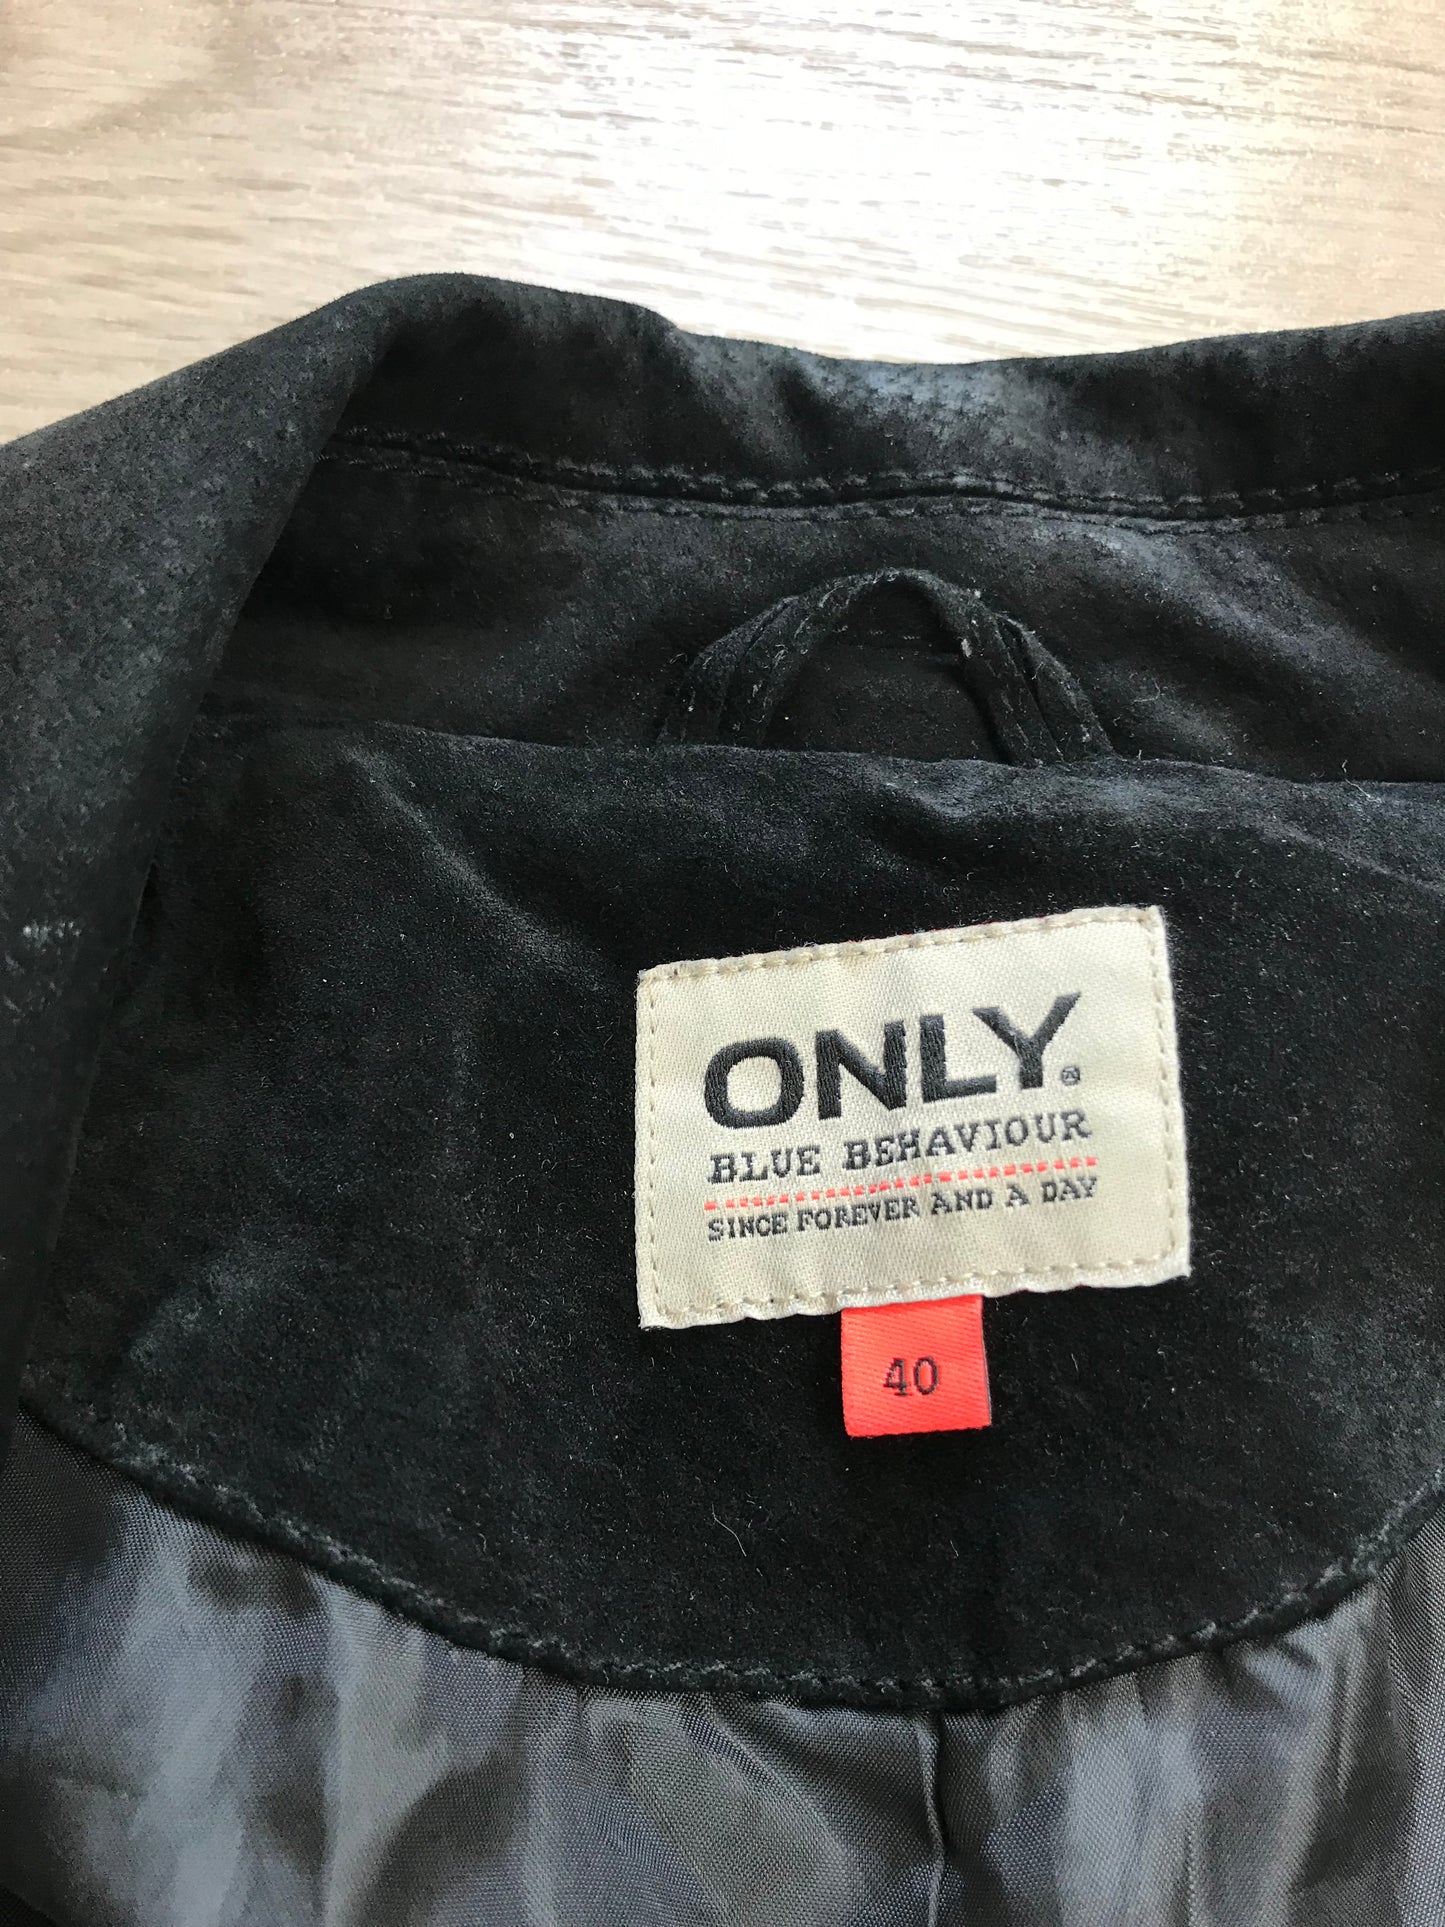 ONLY®
BLUE BEHAVIOUR
SINCE FOREVER AND A DAY
40